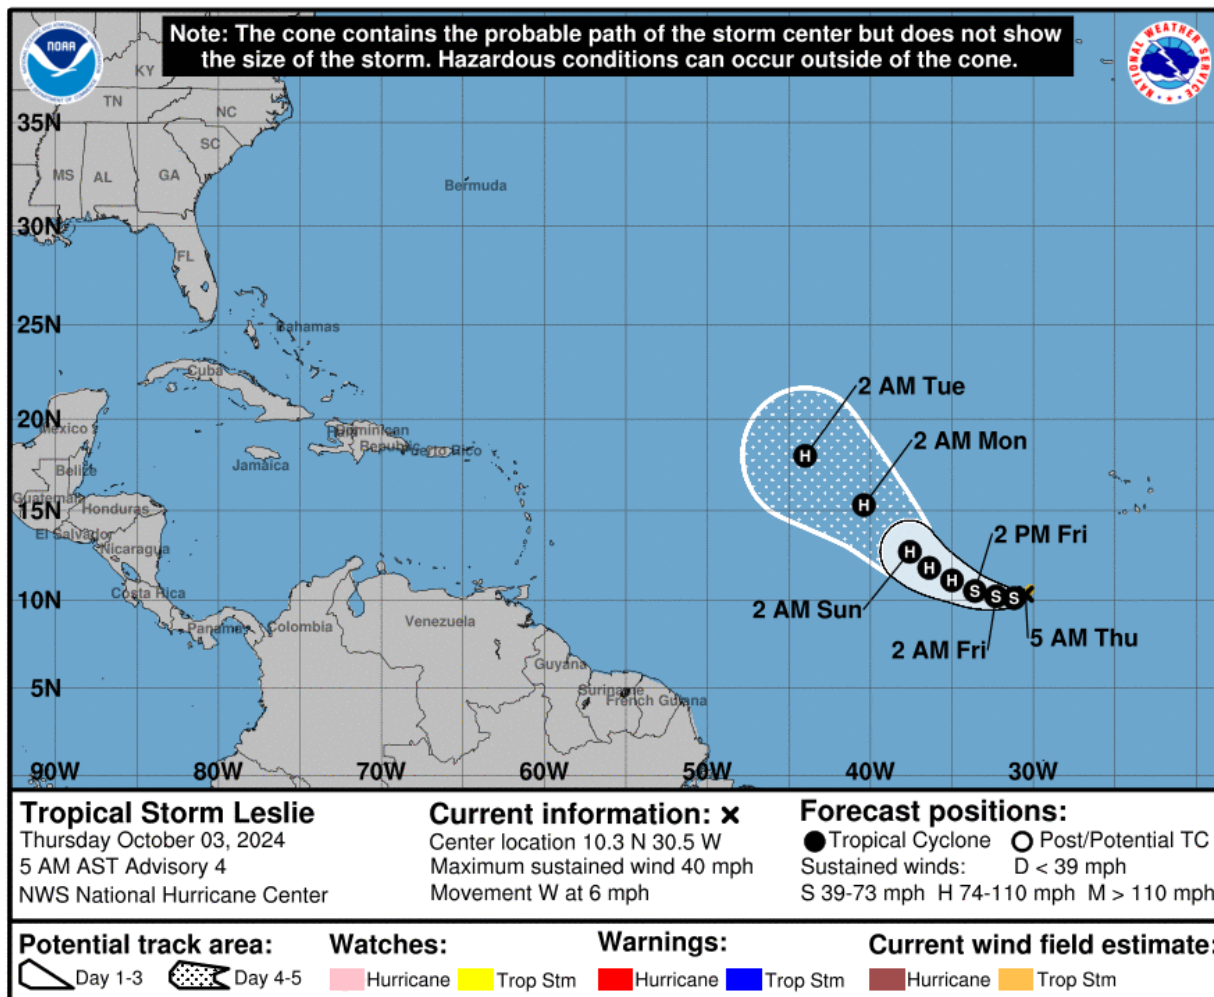 Note: The cone contains the probable path of the storm center but does not show
the size of the storm. Hazardous conditions can occur outside of the cone.
NOAA
NATIONAL WEATHER SERVICE
KY
TN
NC
35N
SC
MS
AL
GA
Bermuda
30N
FL
25N
Bahamas
Cuba
2 AM Tue
20N
Mexico
Dominican
Republic
Puerto Rico
2 AM Mon
Jamaica
Belize
H
Guatemala
Honduras
15N
H
El Salvador
Nicaragua
2 PM Fri
H
H
H
Costa Rica
10N
S
S
S
2 AM Sun
Panama
Colombia
Venezuela
5 AM Thu
2 AM Fri
Guyana
5N
Suriname
French Guiana
90W
80W
70W
60W
50W
40W
30W
Tropical Storm Leslie
Thursday October 03, 2024
5 AM AST Advisory 4
NWS National Hurricane Center
Current information: x
Center location 10.3 N 30.5 W
Maximum sustained wind 40 mph
Movement W at 6 mph
Forecast positions:
Tropical Cyclone
Post/Potential TC
Sustained winds: D < 39 mph
S 39-73 mph H 74-110 mph M > 110 mph
Potential track area:
Day 1-3
Day 4-5
Watches:
Hurricane
Trop Stm
Warnings:
Hurricane
Trop Stm
Current wind field estimate:
Hurricane
Trop Stm